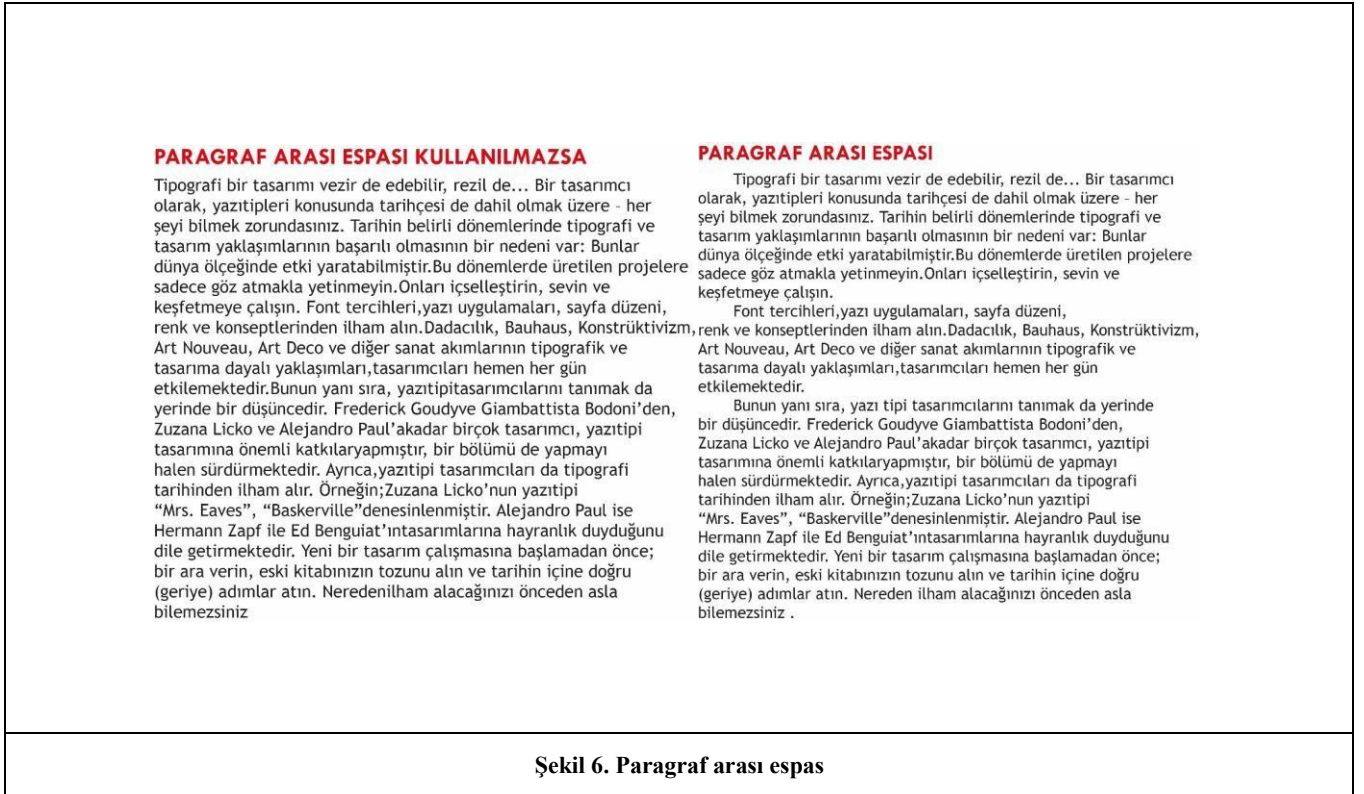 PARAGRAF ARASI ESPASI KULLANILMAZSA
Tipografi bir tasarımı vezir de edebilir, rezil de... Bir tasarımcı
olarak, yazıtipleri konusunda tarihçesi de dahil olmak üzere – her
şeyi bilmek zorundasınız. Tarihin belirli dönemlerinde tipografi ve
tasarım yaklaşımlarının başarılı olmasının bir nedeni var: Bunlar
dünya ölçeğinde etki yaratabilmiştir.Bu dönemlerde üretilen projelere
sadece göz atmakla yetinmeyin.Onları içselleştirin, sevin ve
keşfetmeye çalışın. Font tercihleri,yazı uygulamaları, sayfa düzeni,
renk ve konseptlerinden ilham alın.Dadacılık, Bauhaus, Konstrüktivizm,
Art Nouveau, Art Deco ve diğer sanat akımlarının tipografik ve
tasarıma dayalı yaklaşımları,tasarımcıları hemen her gün
etkilemektedir.Bunun yanı sıra, yazıtipitasarımcılarını tanımak da
yerinde bir düşüncedir. Frederick Goudyve Giambattista Bodoni’den,
Zuzana Licko ve Alejandro Paul’akadar birçok tasarımcı, yazıtipi
tasarımına önemli katkılaryapmıştır, bir bölümü de yapmayı
halen sürdürmektedir. Ayrıca,yazıtipi tasarımcıları da tipografi
tarihinden ilham alır. Örneğin;Zuzana Licko’nun yazıtipi
“Mrs. Eaves”, “Baskerville”denesinlenmiştir. Alejandro Paul ise
Hermann Zapf ile Ed Benguiat’ıntasarımlarına hayranlık duyduğunu
dile getirmektedir. Yeni bir tasarım çalışmasına başlamadan önce;
bir ara verin, eski kitabınızın tozunu alın ve tarihin içine doğru
(geriye) adımlar atın. Neredenilham alacağınızı önceden asla
bilemezsiniz
PARAGRAF ARASI ESPASI
Tipografi bir tasarımı vezir de edebilir, rezil de... Bir tasarımcı
olarak, yazıtipleri konusunda tarihçesi de dahil olmak üzere – her
şeyi bilmek zorundasınız. Tarihin belirli dönemlerinde tipografi ve
tasarım yaklaşımlarının başarılı olmasının bir nedeni var: Bunlar
dünya ölçeğinde etki yaratabilmiştir.Bu dönemlerde üretilen projelere
sadece göz atmakla yetinmeyin.Onları içselleştirin, sevin ve
keşfetmeye çalışın.
Font tercihleri,yazı uygulamaları, sayfa düzeni,
renk ve konseptlerinden ilham alın.Dadacılık, Bauhaus, Konstrüktivizm,
Art Nouveau, Art Deco ve diğer sanat akımlarının tipografik ve
tasarıma dayalı yaklaşımları,tasarımcıları hemen her gün
etkilemektedir.
Bunun yanı sıra, yazı tipi tasarımcılarını tanımak da yerinde
bir düşüncedir. Frederick Goudyve Giambattista Bodoni’den,
Zuzana Licko ve Alejandro Paul’akadar birçok tasarımcı, yazıtipi
tasarımına önemli katkılaryapmıştır, bir bölümü de yapmayı
halen sürdürmektedir. Ayrıca,yazıtipi tasarımcıları da tipografi
tarihinden ilham alır. Örneğin;Zuzana Licko’nun yazıtipi
“Mrs. Eaves”, “Baskerville”denesinlenmiştir. Alejandro Paul ise
Hermann Zapf ile Ed Benguiat’ıntasarımlarına hayranlık duyduğunu
dile getirmektedir. Yeni bir tasarım çalışmasına başlamadan önce;
bir ara verin, eski kitabınızın tozunu alın ve tarihin içine doğru
(geriye) adımlar atın. Nereden ilham alacağınızı önceden asla
bilemezsiniz .
Şekil 6. Paragraf arası espas